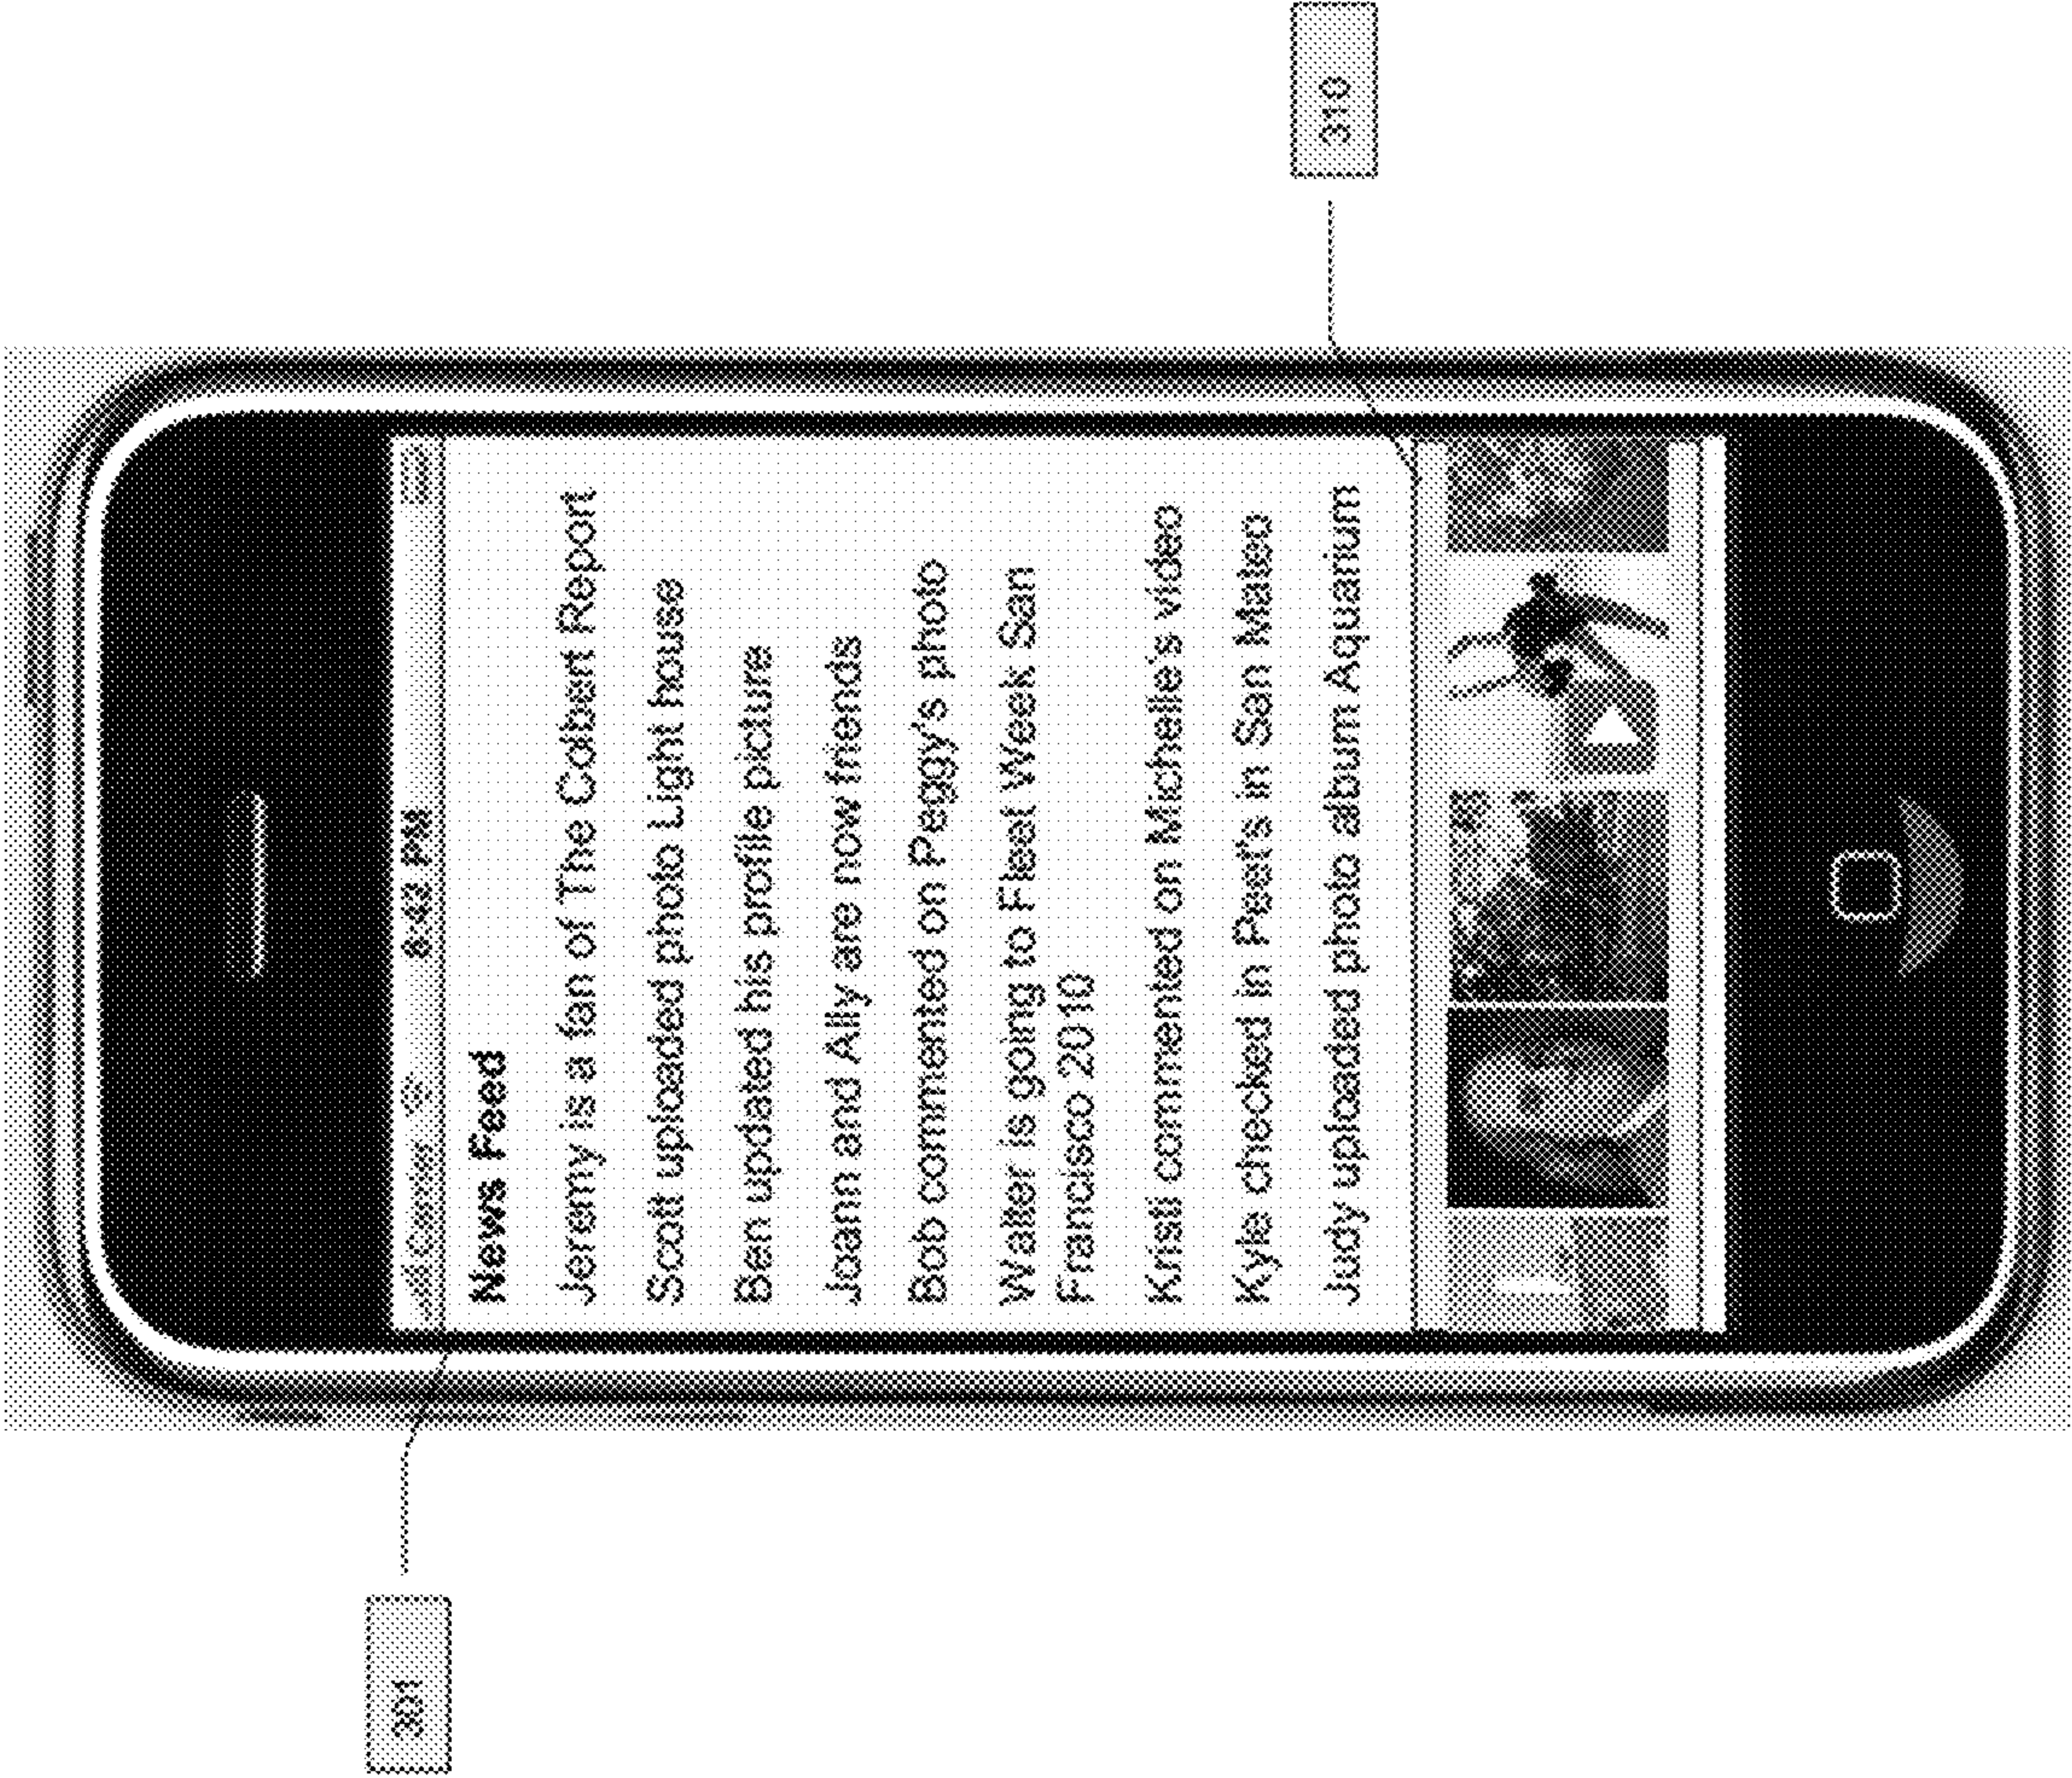 301
Carrier
8:42 PM
News Feed
Jeremy is a fan of The Colbert Report
Scott uploaded photo Light house
Ben updated his profile picture
Joann and Ally are now friends
Bob commented on Peggy's photo
Walter is going to Fleet Week San
Francisco 2010
Kristi commented on Michelle's video
Kyle checked in Peet's in San Mateo
Judy uploaded photo album Aquarium
310